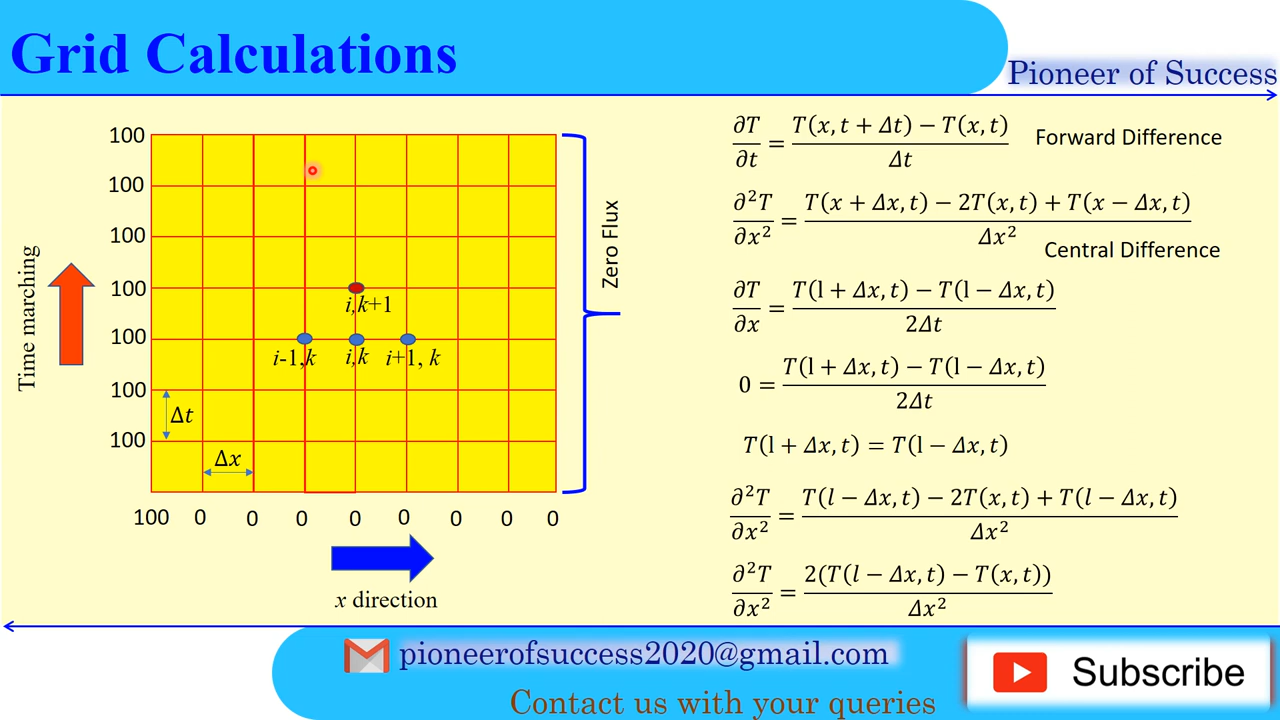 Grid Calculations
Pioneer of Success
100
100
100
100
100
100
100
Time marching
i,k+1
i-1,k i,k i+1, k
Δt
Δx
100 0 0 0 0 0 0 0 0
x direction
Zero Flux
∂T/∂t = (T(x, t + Δt) − T(x, t))/Δt Forward Difference
∂²T/∂x² = (T(x + Δx, t) − 2T(x, t) + T(x − Δx, t))/Δx²
Central Difference
∂T/∂x = (T(l + Δx, t) − T(l − Δx, t))/2Δt
0 = (T(l + Δx, t) − T(l − Δx, t))/2Δt
T(l + Δx, t) = T(l − Δx, t)
∂²T/∂x² = (T(l − Δx, t) − 2T(x, t) + T(l − Δx, t))/Δx²
∂²T/∂x² = 2(T(l − Δx, t) − T(x, t))/Δx²
pioneerofsuccess2020@gmail.com
Contact us with your queries
Subscribe